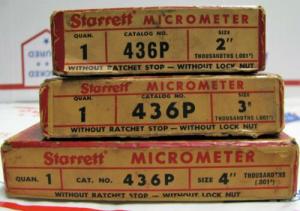 Starrett MICROMETER
QUAN. CATALOG NO. SIZE
1 436P 2"
THOUSANDTHS (.001")
WITHOUT RATCHET STOP — WITHOUT LOCK NUT
Starrett MICROMETER
QUAN. CATALOG NO. SIZE
1 436P 3"
THOUSANDTHS (.001")
WITHOUT RATCHET STOP — WITHOUT LOCK NUT
Starrett MICROMETER
QUAN. 1 CAT. NO. 436P SIZE 4" THOUSANDTHS
(.001")
WITHOUT RATCHET STOP — WITHOUT LOCK NUT